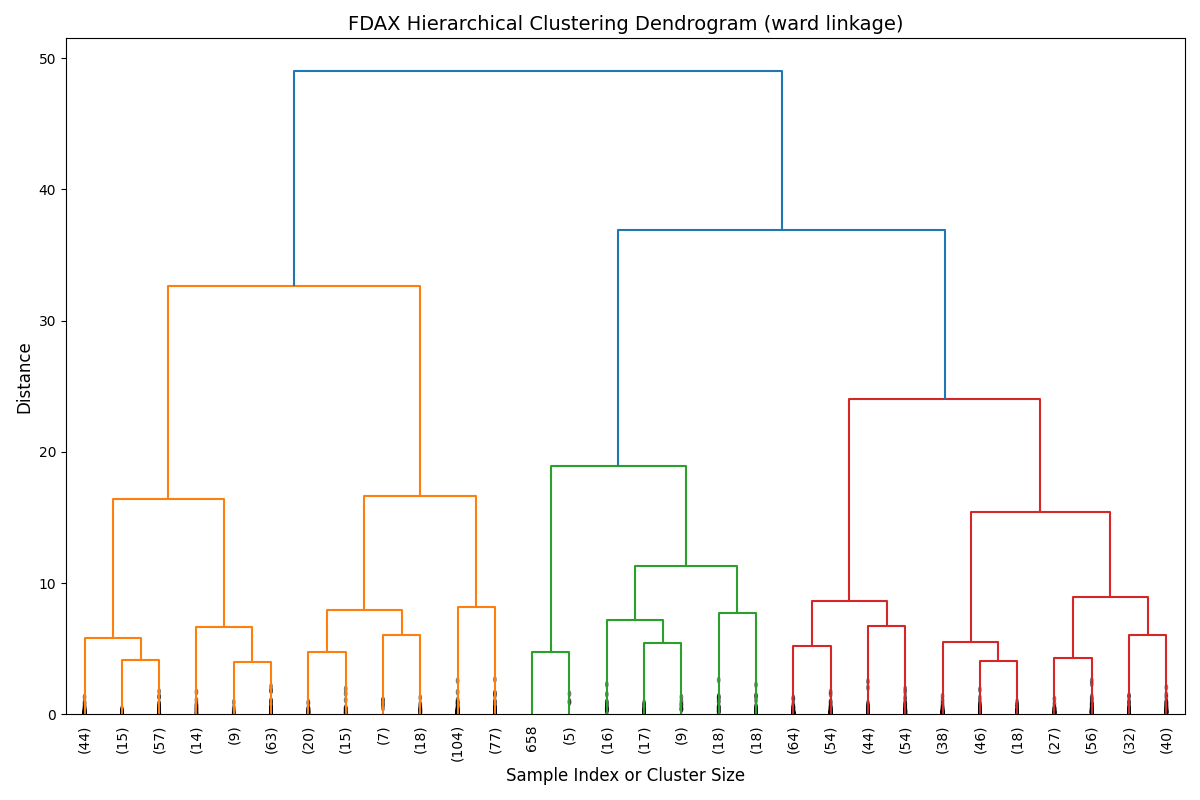 FDAX Hierarchical Clustering Dendrogram (ward linkage)
50
40
30
20
10
0
Distance
(44) (15) (57) (14) (9) (63) (20) (15) (7) (18) (104) (77) 658 (5) (16) (17) (9) (18) (18) (64) (54) (44) (54) (38) (46) (18) (27) (56) (32) (40)
Sample Index or Cluster Size